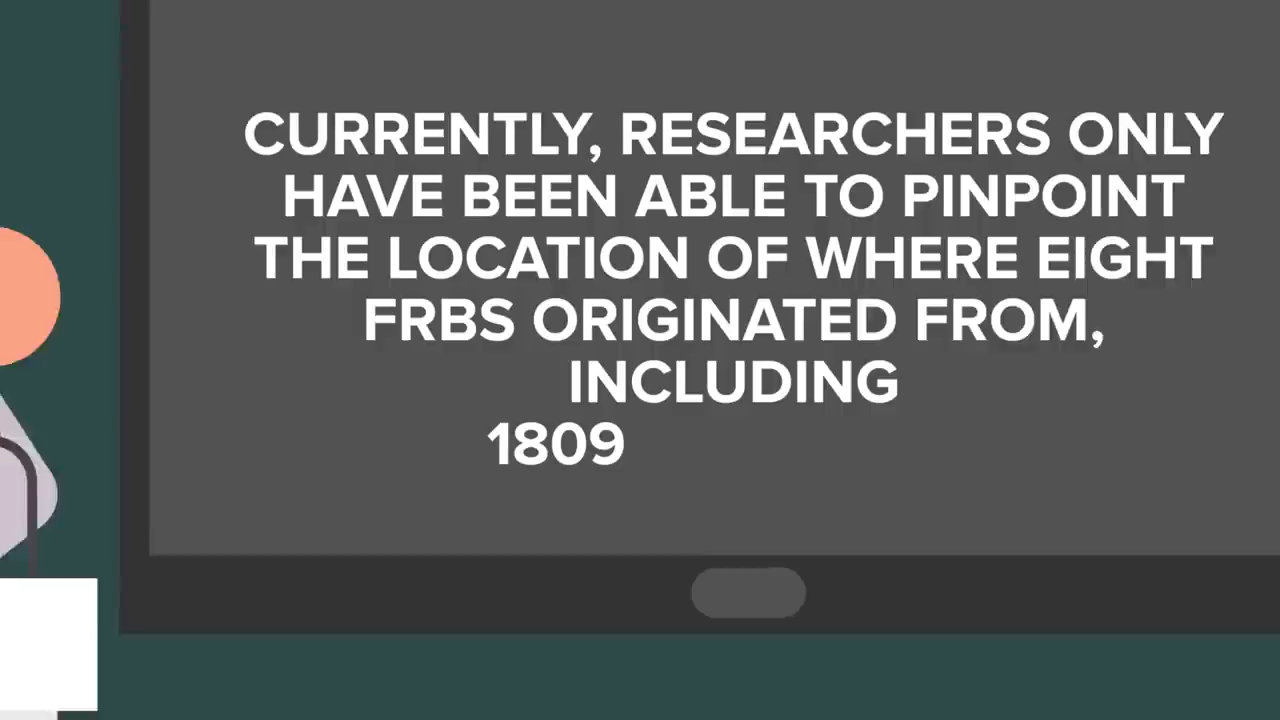 CURRENTLY, RESEARCHERS ONLY
HAVE BEEN ABLE TO PINPOINT
THE LOCATION OF WHERE EIGHT
FRBS ORIGINATED FROM,
INCLUDING
1809